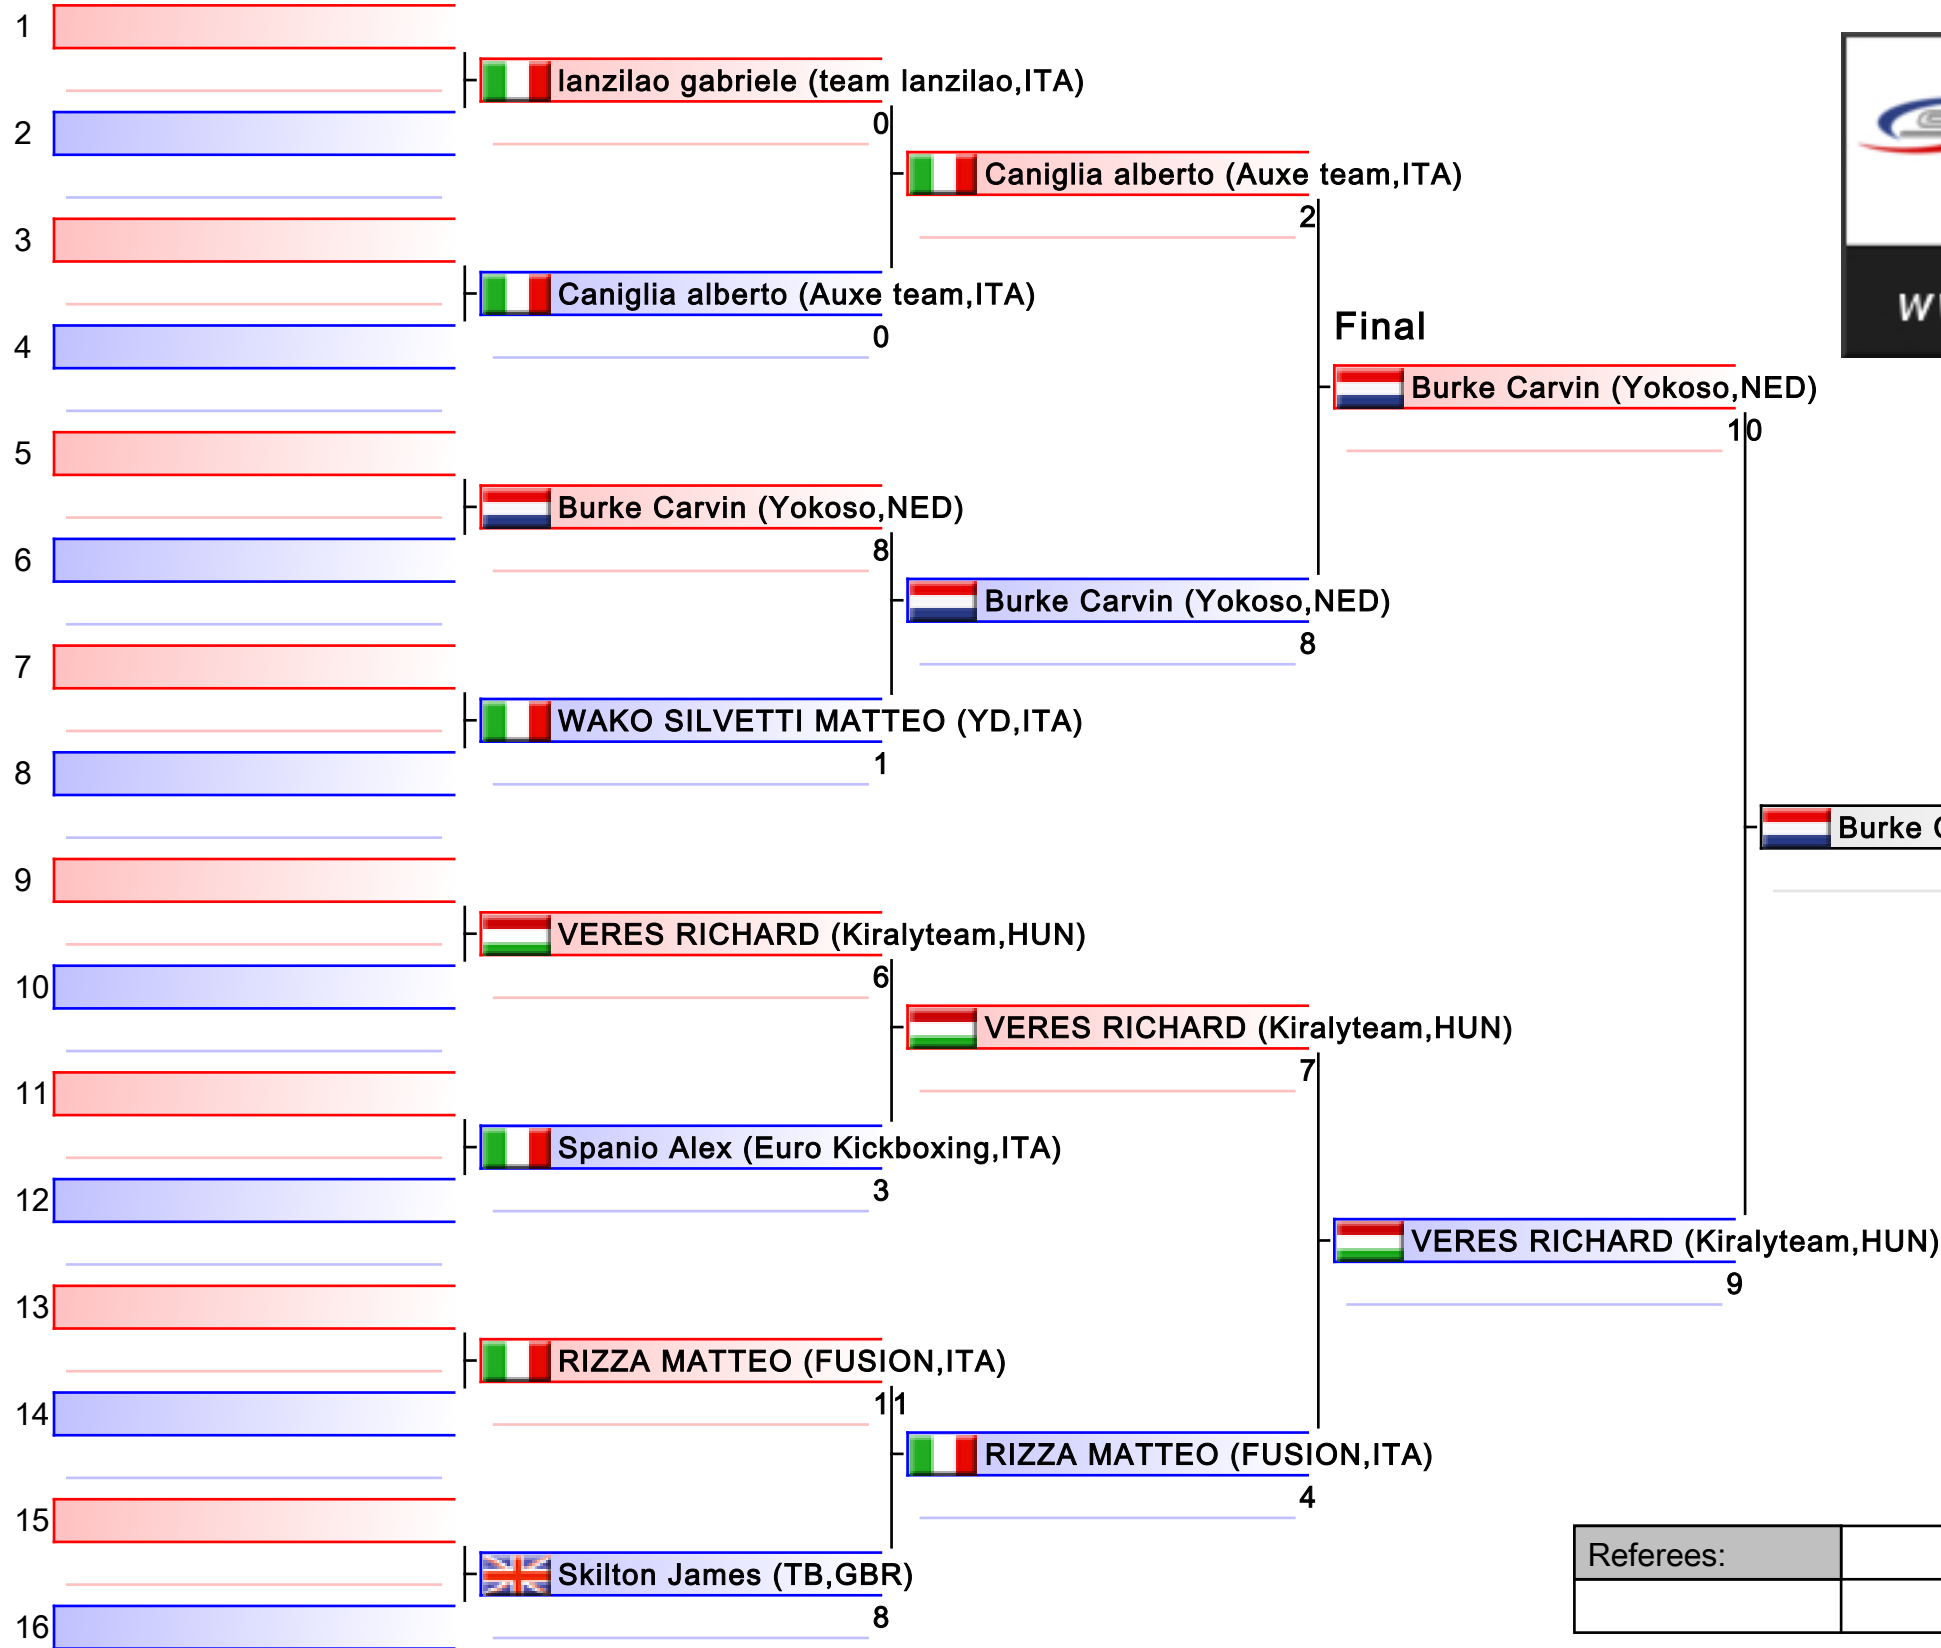 1
lanzilao gabriele (team lanzilao,ITA)
0
2
Caniglia alberto (Auxe team,ITA)
2
3
Caniglia alberto (Auxe team,ITA)
0
4
Final
Burke Carvin (Yokoso,NED)
10
5
Burke Carvin (Yokoso,NED)
8
6
Burke Carvin (Yokoso,NED)
8
7
WAKO SILVETTI MATTEO (YD,ITA)
1
8
Burke
9
VERES RICHARD (Kiralyteam,HUN)
6
10
VERES RICHARD (Kiralyteam,HUN)
7
11
Spanio Alex (Euro Kickboxing,ITA)
3
12
VERES RICHARD (Kiralyteam,HUN)
9
13
RIZZA MATTEO (FUSION,ITA)
11
14
RIZZA MATTEO (FUSION,ITA)
4
15
Referees:
Skilton James (TB,GBR)
8
16